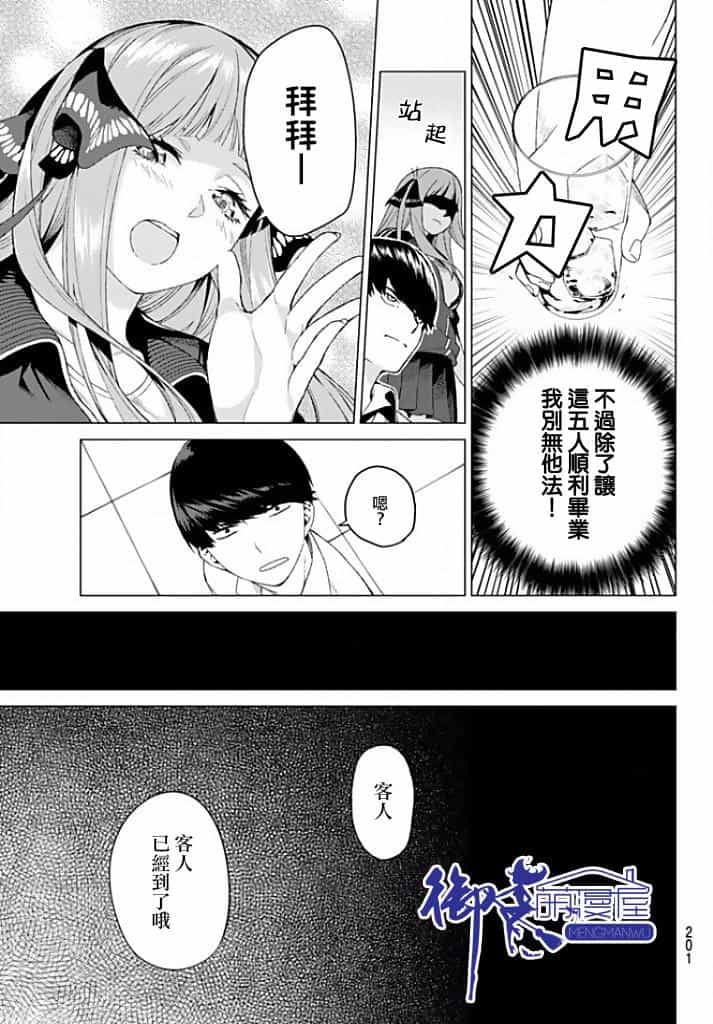 用力
不過除了讓
這五人順利畢業
我別無他法！
站起
拜拜—
嗯？
客人
客人
已經到了哦
御宅萌漫屋
MENGMANWU
201